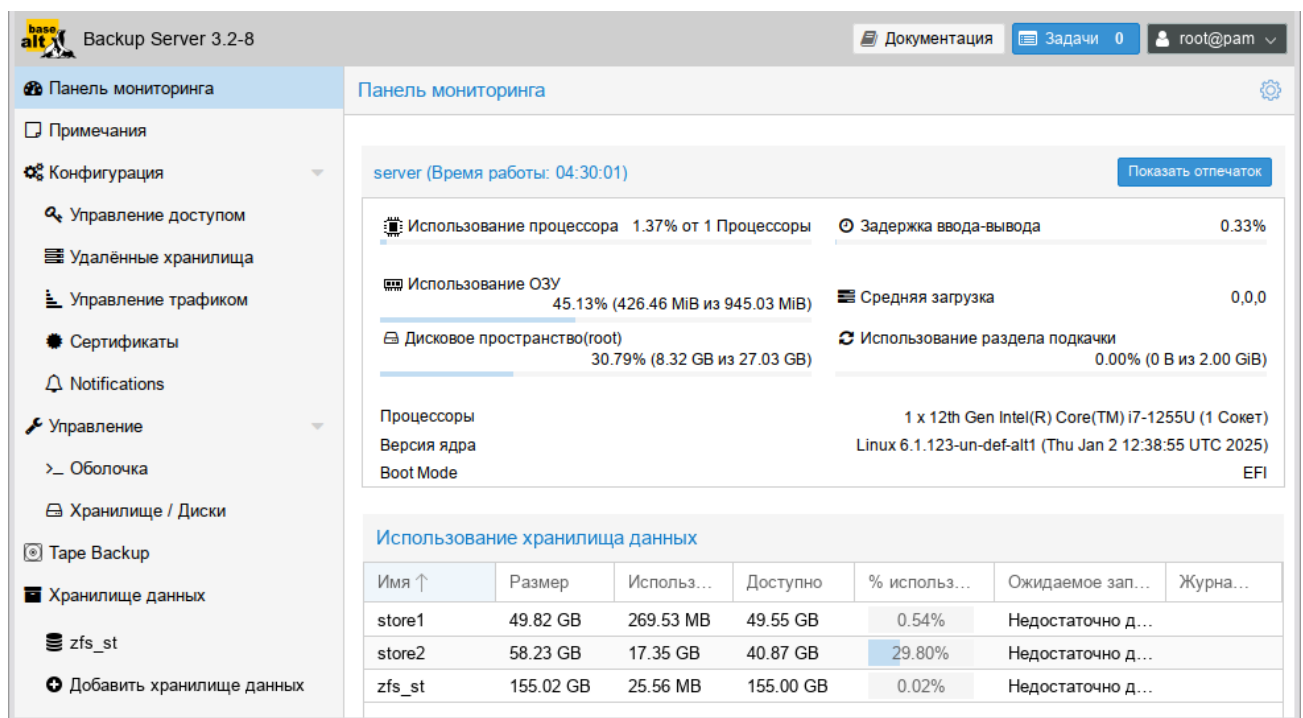 base alt Backup Server 3.2-8 Документация Задачи 0 root@pam
Панель мониторинга
Примечания
Конфигурация
Управление доступом
Удалённые хранилища
Управление трафиком
Сертификаты
Notifications
Управление
Оболочка
Хранилище / Диски
Tape Backup
Хранилище данных
zfs_st
Добавить хранилище данных
Панель мониторинга
server (Время работы: 04:30:01) Показать отпечаток
Использование процессора 1.37% от 1 Процессоры Задержка ввода-вывода 0.33%
Использование ОЗУ
45.13% (426.46 MiB из 945.03 MiB) Средняя загрузка 0,0,0
Дисковое пространство(root) Использование раздела подкачки
30.79% (8.32 GB из 27.03 GB) 0.00% (0 B из 2.00 GiB)
Процессоры 1 x 12th Gen Intel(R) Core(TM) i7-1255U (1 Сокет)
Версия ядра Linux 6.1.123-un-def-alt1 (Thu Jan 2 12:38:55 UTC 2025)
Boot Mode EFI
Использование хранилища данных
Имя↑ Размер Использ... Доступно % использ... Ожидаемое зап... Журна...
store1 49.82 GB 269.53 MB 49.55 GB 0.54% Недостаточно д...
store2 58.23 GB 17.35 GB 40.87 GB 29.80% Недостаточно д...
zfs_st 155.02 GB 25.56 MB 155.00 GB 0.02% Недостаточно д...